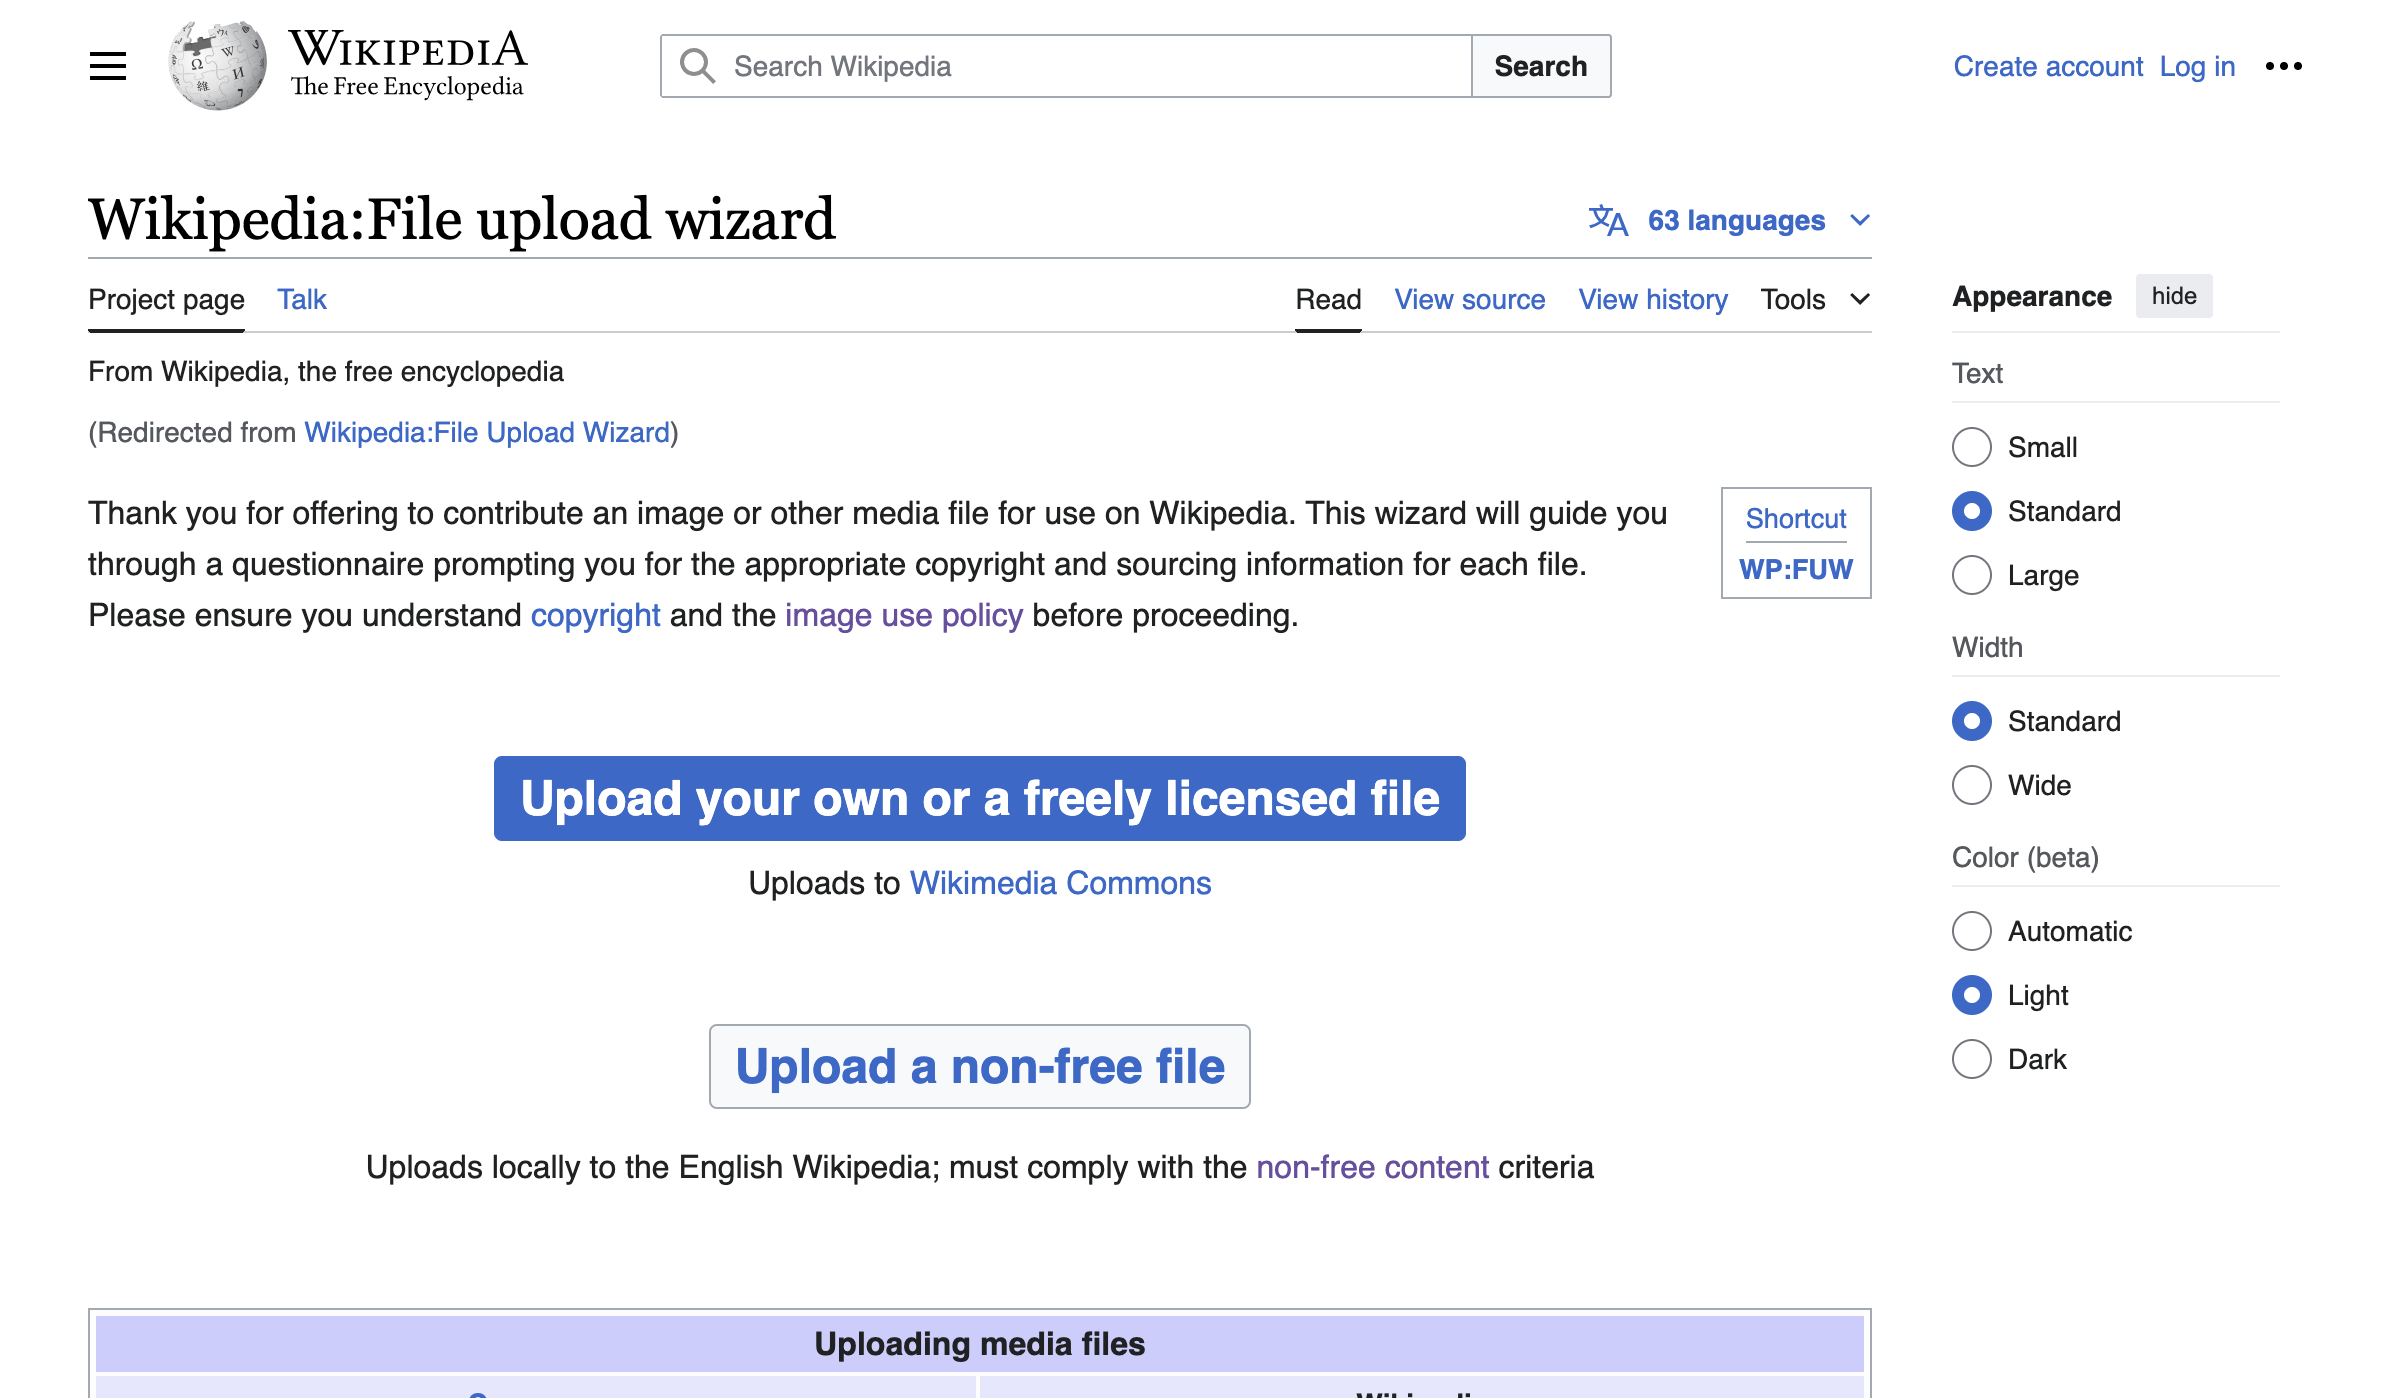 WIKIPEDIA
The Free Encyclopedia
Search Wikipedia
Search
Create account Log in
Wikipedia:File upload wizard
63 languages
Project page Talk
Read View source View history Tools
From Wikipedia, the free encyclopedia
(Redirected from Wikipedia:File Upload Wizard)
Thank you for offering to contribute an image or other media file for use on Wikipedia. This wizard will guide you
through a questionnaire prompting you for the appropriate copyright and sourcing information for each file.
Please ensure you understand copyright and the image use policy before proceeding.
Shortcut
WP:FUW
Upload your own or a freely licensed file
Uploads to Wikimedia Commons
Upload a non-free file
Uploads locally to the English Wikipedia; must comply with the non-free content criteria
Uploading media files
Appearance hide
Text
Small
Standard
Large
Width
Standard
Wide
Color (beta)
Automatic
Light
Dark